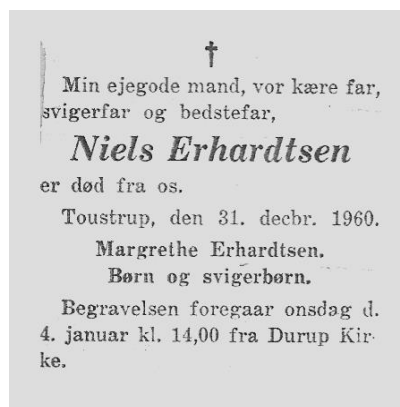 Min ejegode mand, vor kære far,
svigerfar og bedstefar,
Niels Erhardtsen
er død fra os.
Toustrup, den 31. decbr. 1960.
Margrethe Erhardtsen.
Børn og svigerbørn.
Begravelsen foregaar onsdag d.
4. januar kl. 14,00 fra Durup Kir-
ke.